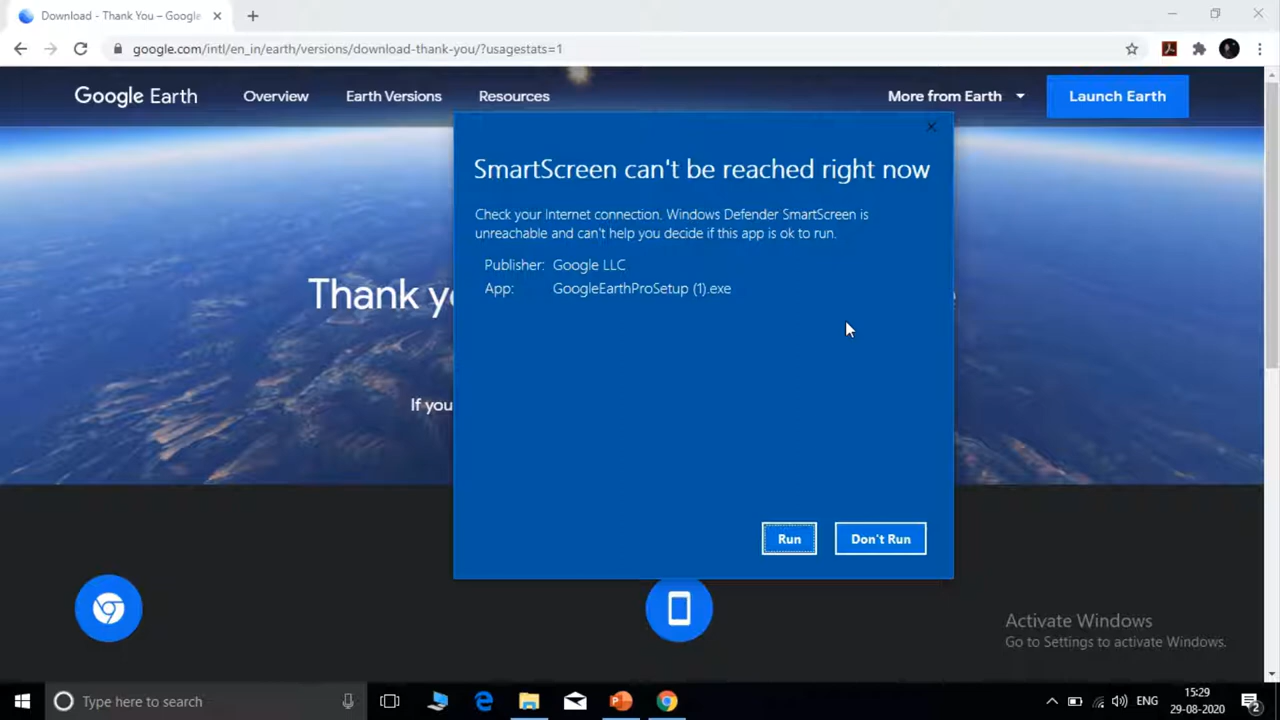 Download - Thank You – Google
google.com/intl/en_in/earth/versions/download-thank-you/?usagestats=1
Google Earth
Overview
Earth Versions
Resources
More from Earth
Launch Earth
SmartScreen can't be reached right now
Check your Internet connection. Windows Defender SmartScreen is
unreachable and can't help you decide if this app is ok to run.
Publisher: Google LLC
App: GoogleEarthProSetup (1).exe
Thank yo
If you
Run
Don't Run
Activate Windows
Go to Settings to activate Windows.
Type here to search
ENG
15:29
29-08-2020
2